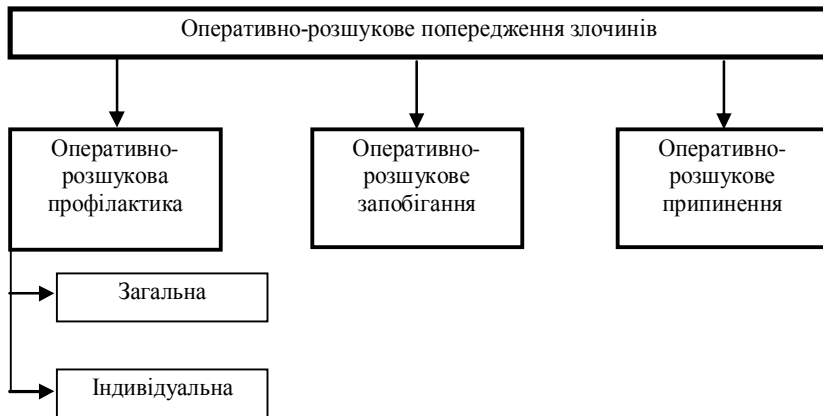 Оперативно-розшукове попередження злочинів
Оперативно-
розшукова
профілактика
Оперативно-
розшукове
запобігання
Оперативно-
розшукове
припинення
Загальна
Індивідуальна